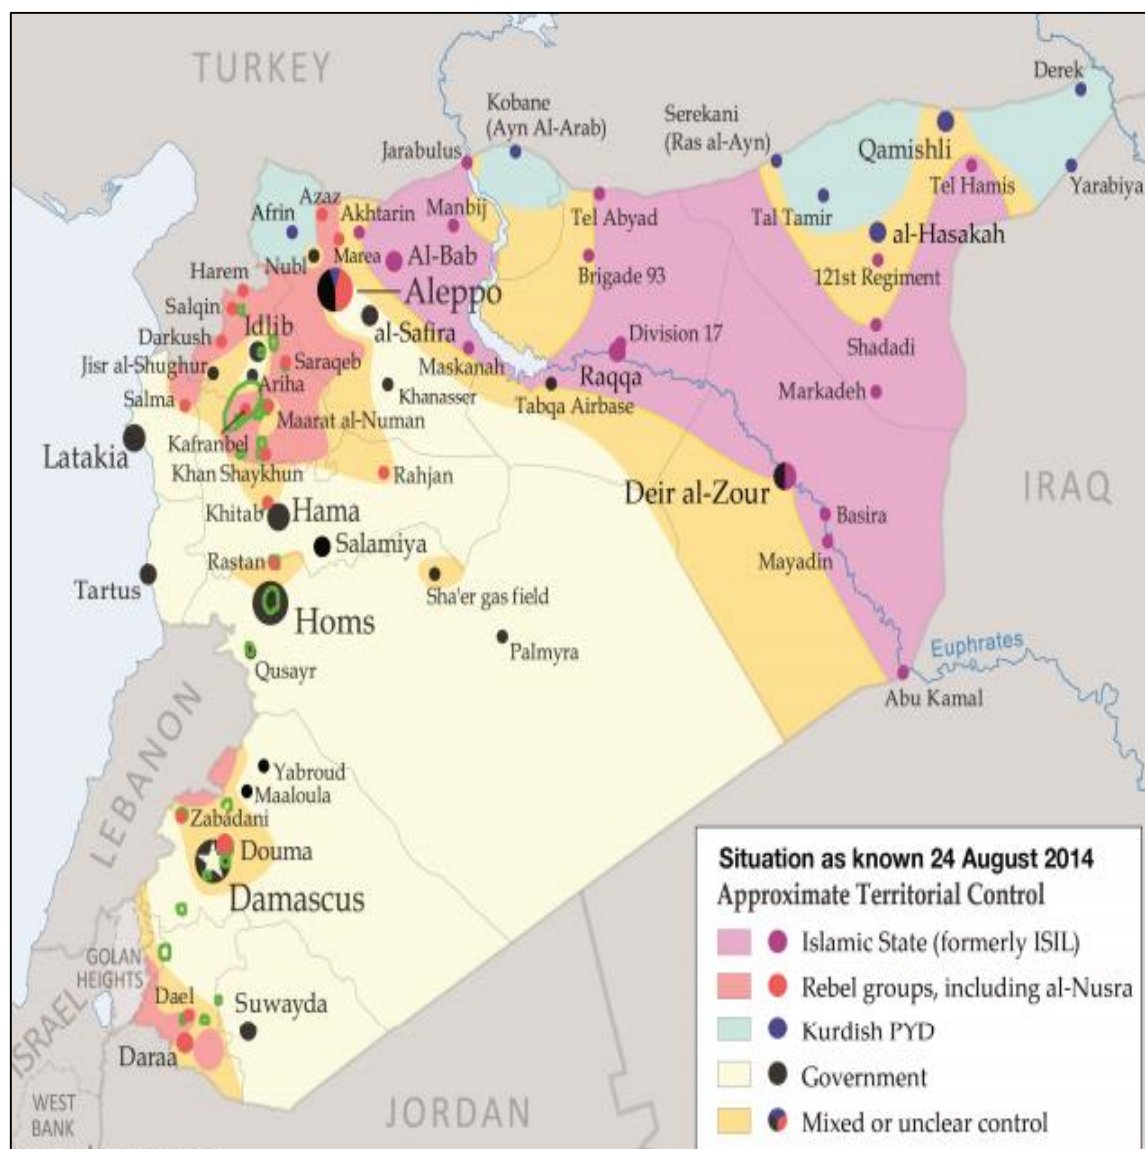 TURKEY
Derek
Kobane
(Ayn Al-Arab)
Serekani
(Ras al-Ayn)
Qamishli
Jarabulus
Tel Hamis
Yarabiya
Azaz
Afrin
Akhtarin
Manbij
Tel Abyad
Tal Tamir
al-Hasakah
Nubl
Marea
Al-Bab
Brigade 93
121st Regiment
Harem
Aleppo
Salqin
al-Safira
Idlib
Division 17
Darkush
Maskanah
Shadadi
Jisr al-Shughur
Saraqeb
Raqqa
Ariha
Khanasser
Tabqa Airbase
Markadeh
Salma
Maarat al-Numan
Latakia
Kafranbel
Khan Shaykhun
Rahjan
Deir al-Zour
IRAQ
Khitab
Hama
Basira
Salamiya
Mayadin
Rastan
Tartus
Sha'er gas field
Homs
Palmyra
Euphrates
Qusayr
Abu Kamal
LEBANON
Yabroud
Maaloula
Zabadani
Douma
Damascus
GOLAN
HEIGHTS
ISRAEL
Dael
Suwayda
Daraa
WEST
BANK
JORDAN
Situation as known 24 August 2014
Approximate Territorial Control
Islamic State (formerly ISIL)
Rebel groups, including al-Nusra
Kurdish PYD
Government
Mixed or unclear control